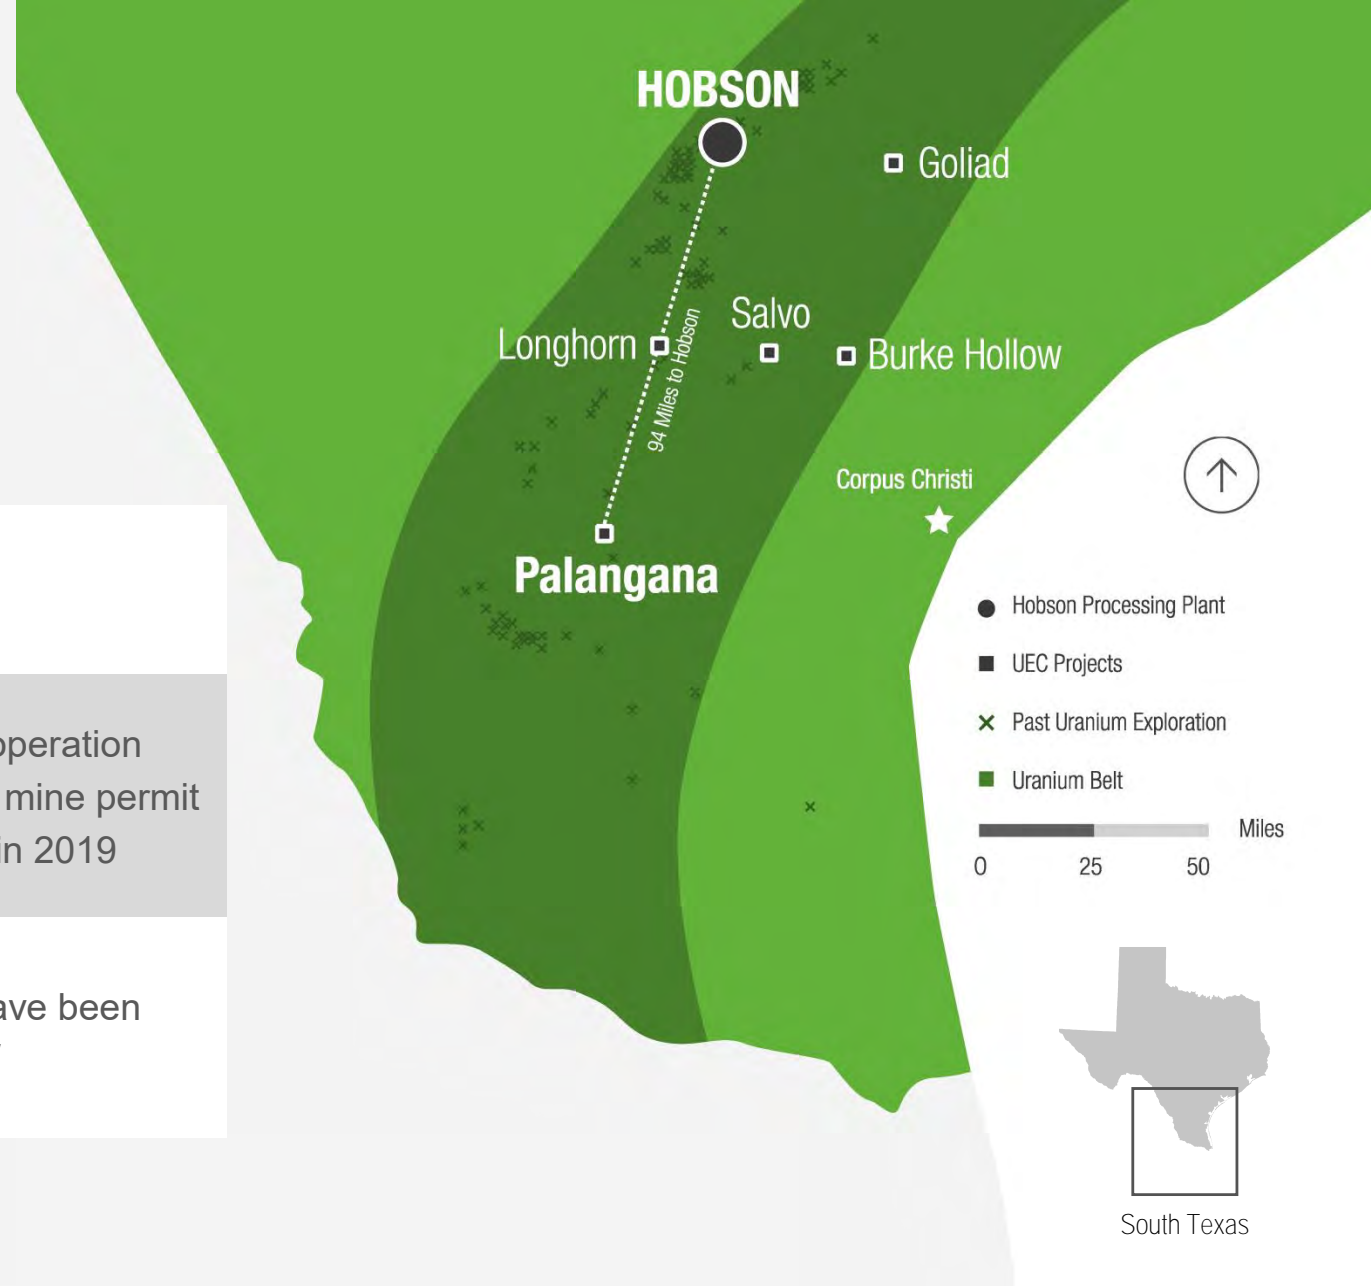 HOBSON
Goliad
Salvo
Longhorn
Burke Hollow
94 Miles to Hobson
Corpus Christi
Palangana
Hobson Processing Plant
UEC Projects
Past Uranium Exploration
Uranium Belt
Miles
0 25 50
operation
mine permit
in 2019
ave been
South Texas